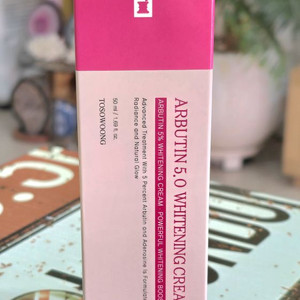 ARBUTIN 5.0 WHITENING CREA
ARBUTIN 5% WHITENING CREAM · POWERFUL WHITENING BOO
Advanced Treatment With 5 Percent Arbutin and Adenosine is Formula
Radiance and Natural Glow
50 ml / 1.69 fl. oz.
TOSOWOONG